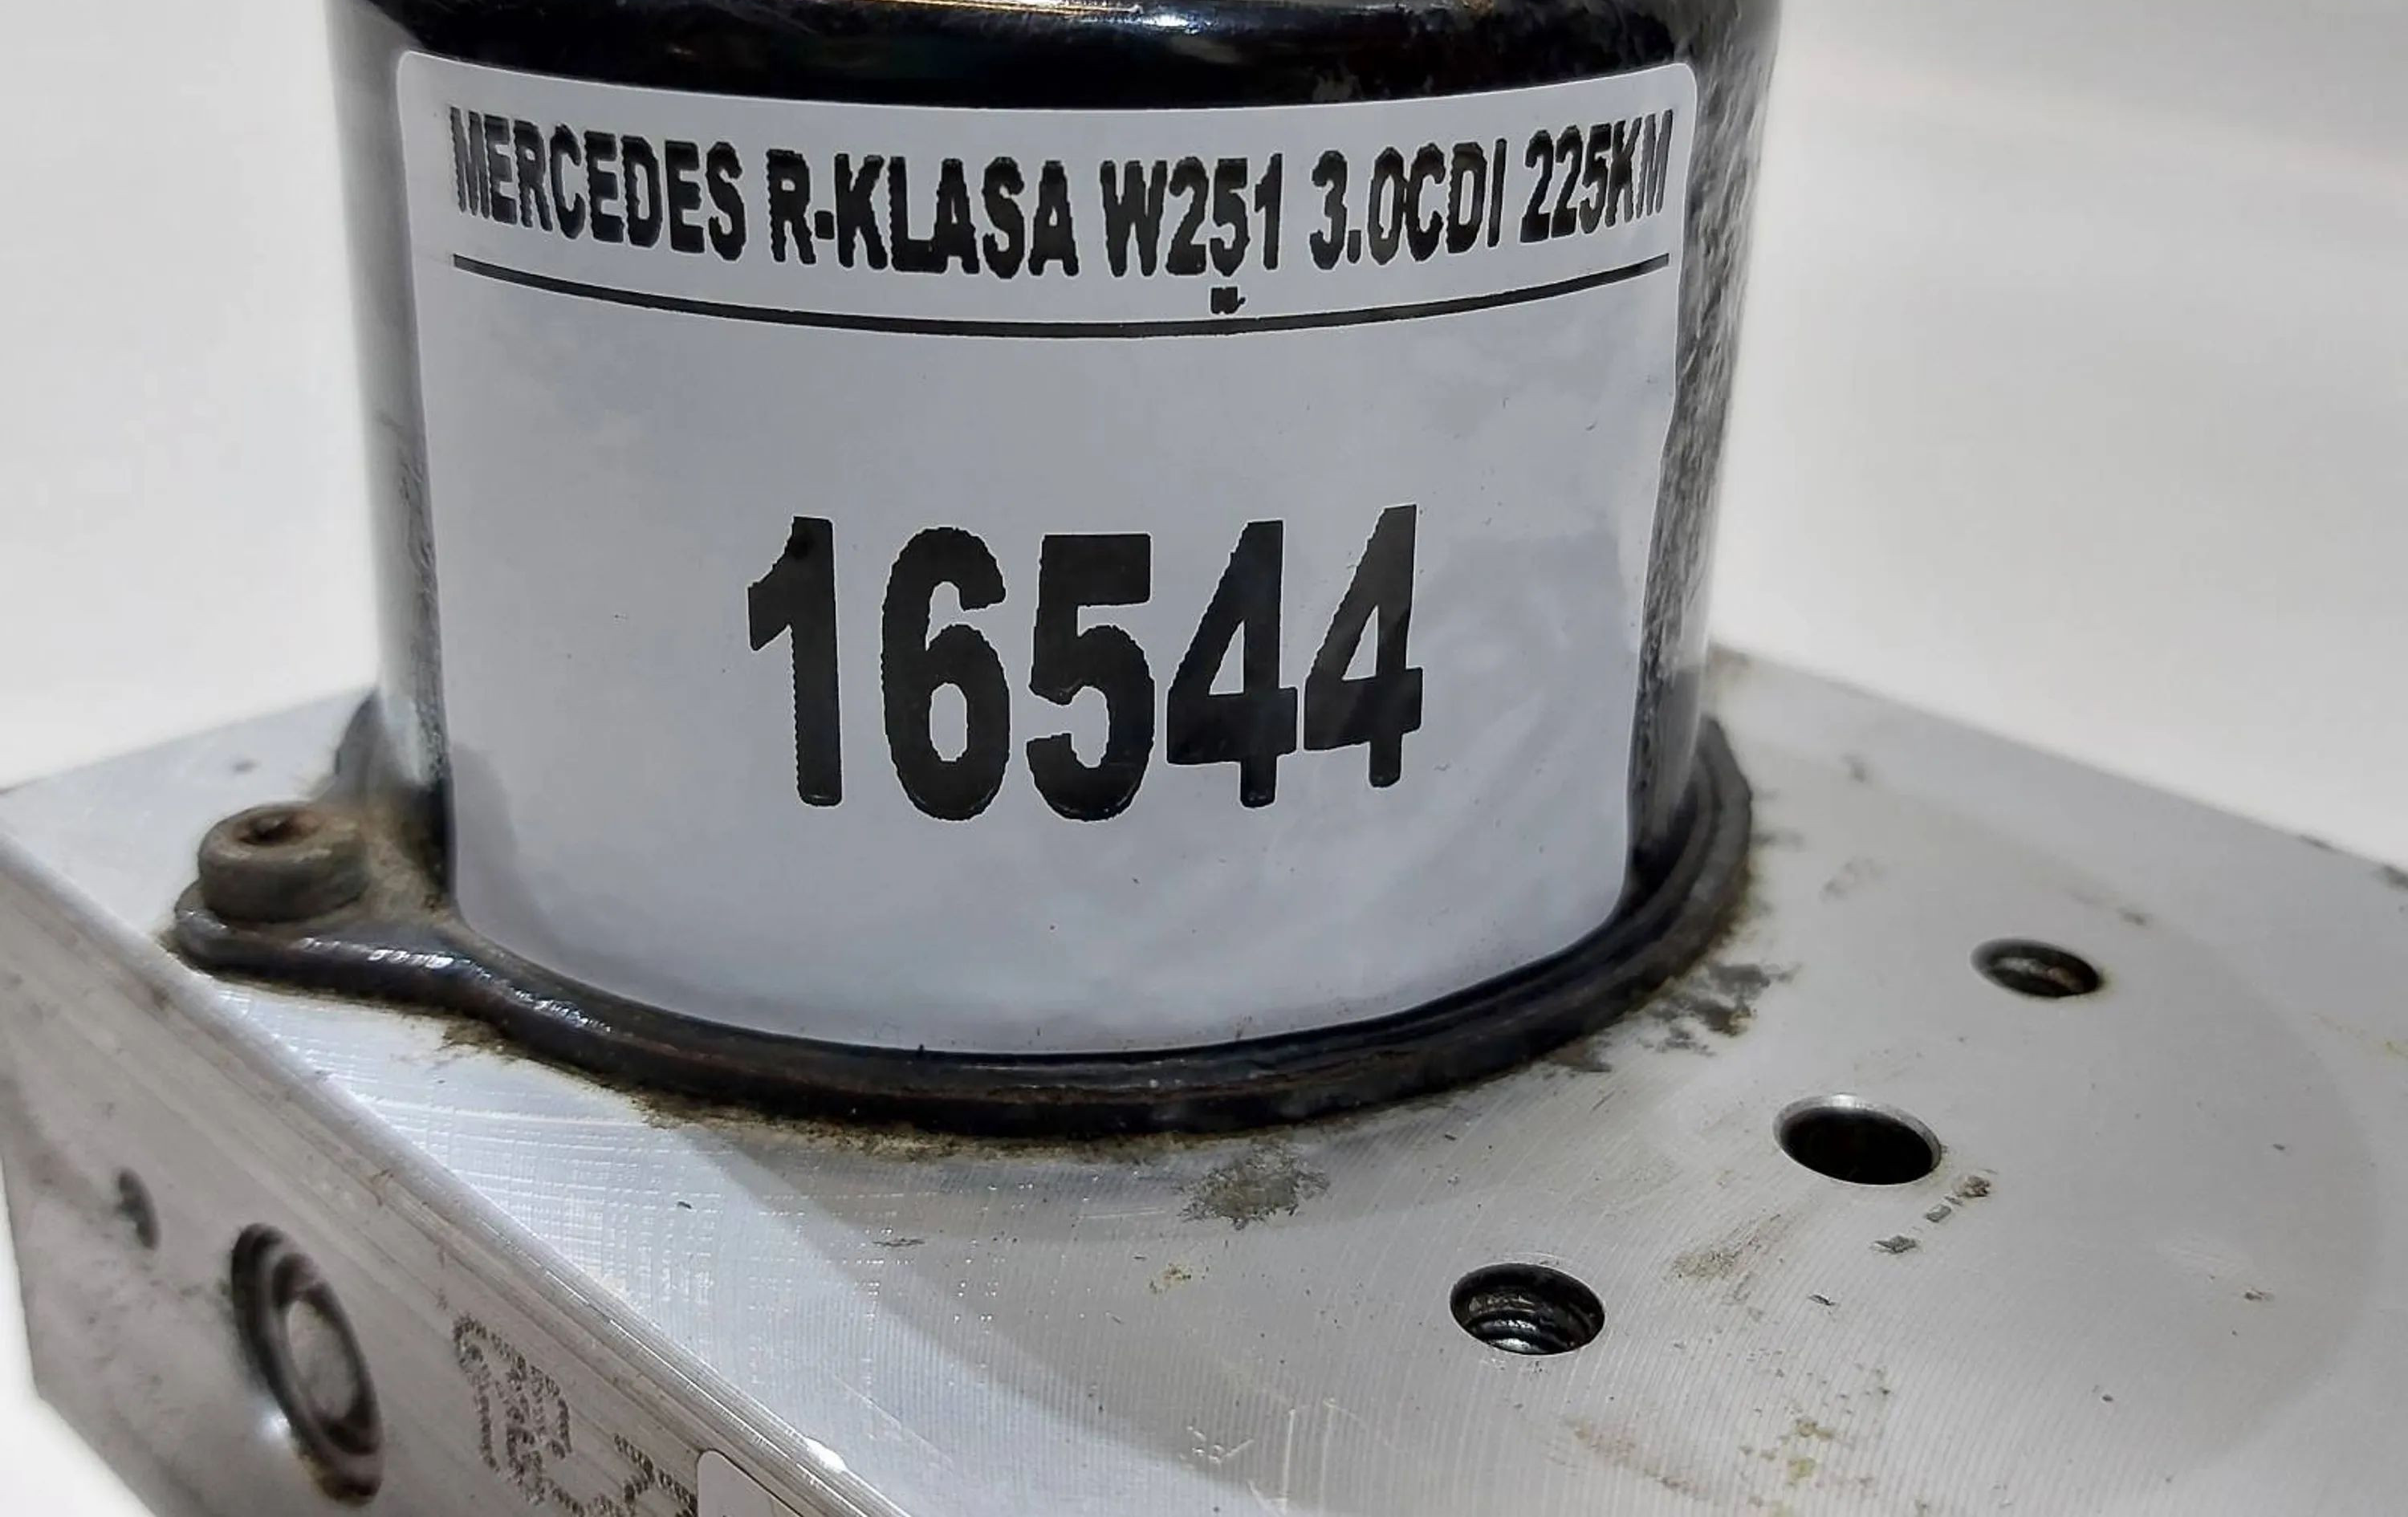 MERCEDES R-KLASA W251 3.0CDI 225KM
16544